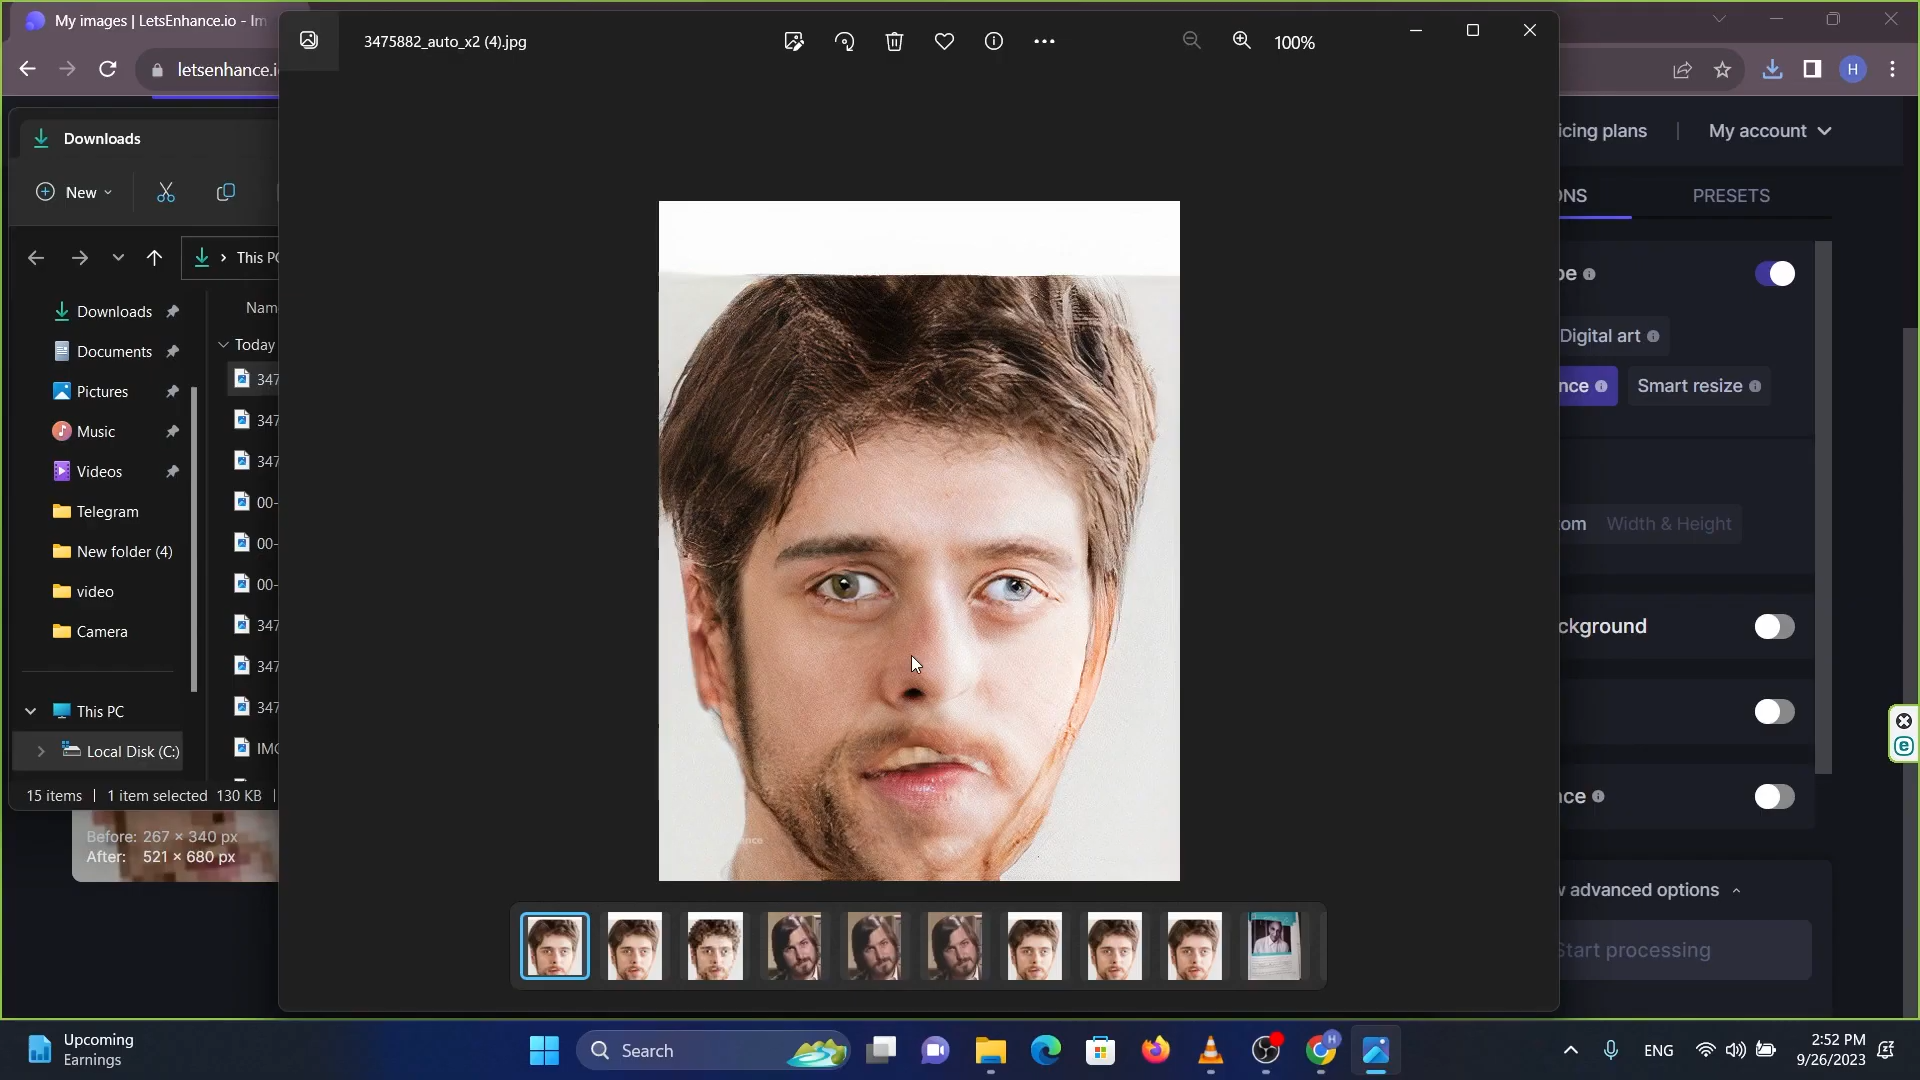 My images | LetsEnhance.io - Im
letsenhance.i
3475882_auto_x2 (4).jpg
100%
H
Downloads
New
This PC
Downloads
Documents
Pictures
Music
Videos
Telegram
New folder (4)
video
Camera
This PC
Local Disk (C:)
Nam
Today
347
347
347
00-
00-
00-
347
347
347
IMG
15 items | 1 item selected 130 KB |
Before: 267 × 340 px
After: 521 × 680 px
icing plans | My account
ONS
PRESETS
pe
Digital art
nce
Smart resize
tom
Width & Height
ckground
nce
w advanced options
Start processing
Upcoming
Earnings
Search
ENG
2:52 PM
9/26/2023